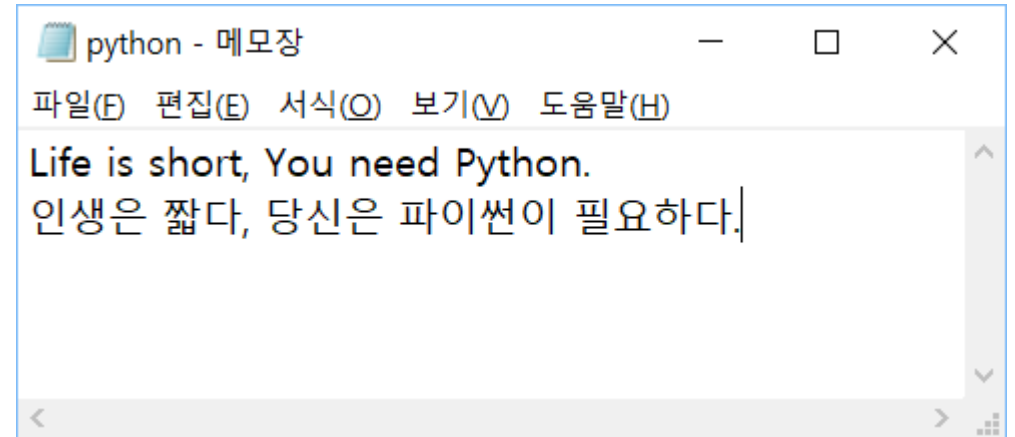 python - 메모장
파일(F) 편집(E) 서식(O) 보기(V) 도움말(H)
Life is short, You need Python.
인생은 짧다, 당신은 파이썬이 필요하다.